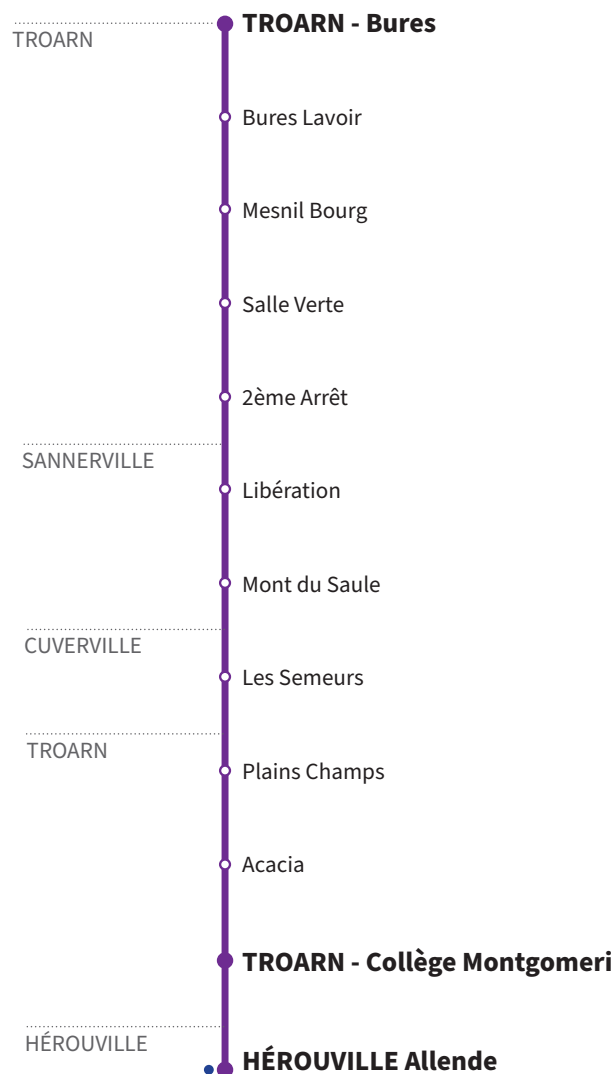 TROARN - Bures
TROARN
Bures Lavoir
Mesnil Bourg
Salle Verte
2ème Arrêt
SANNERVILLE
Libération
Mont du Saule
CUVERVILLE
Les Semeurs
TROARN
Plains Champs
Acacia
TROARN - Collège Montgomeri
HÉROUVILLE
HÉROUVILLE Allende